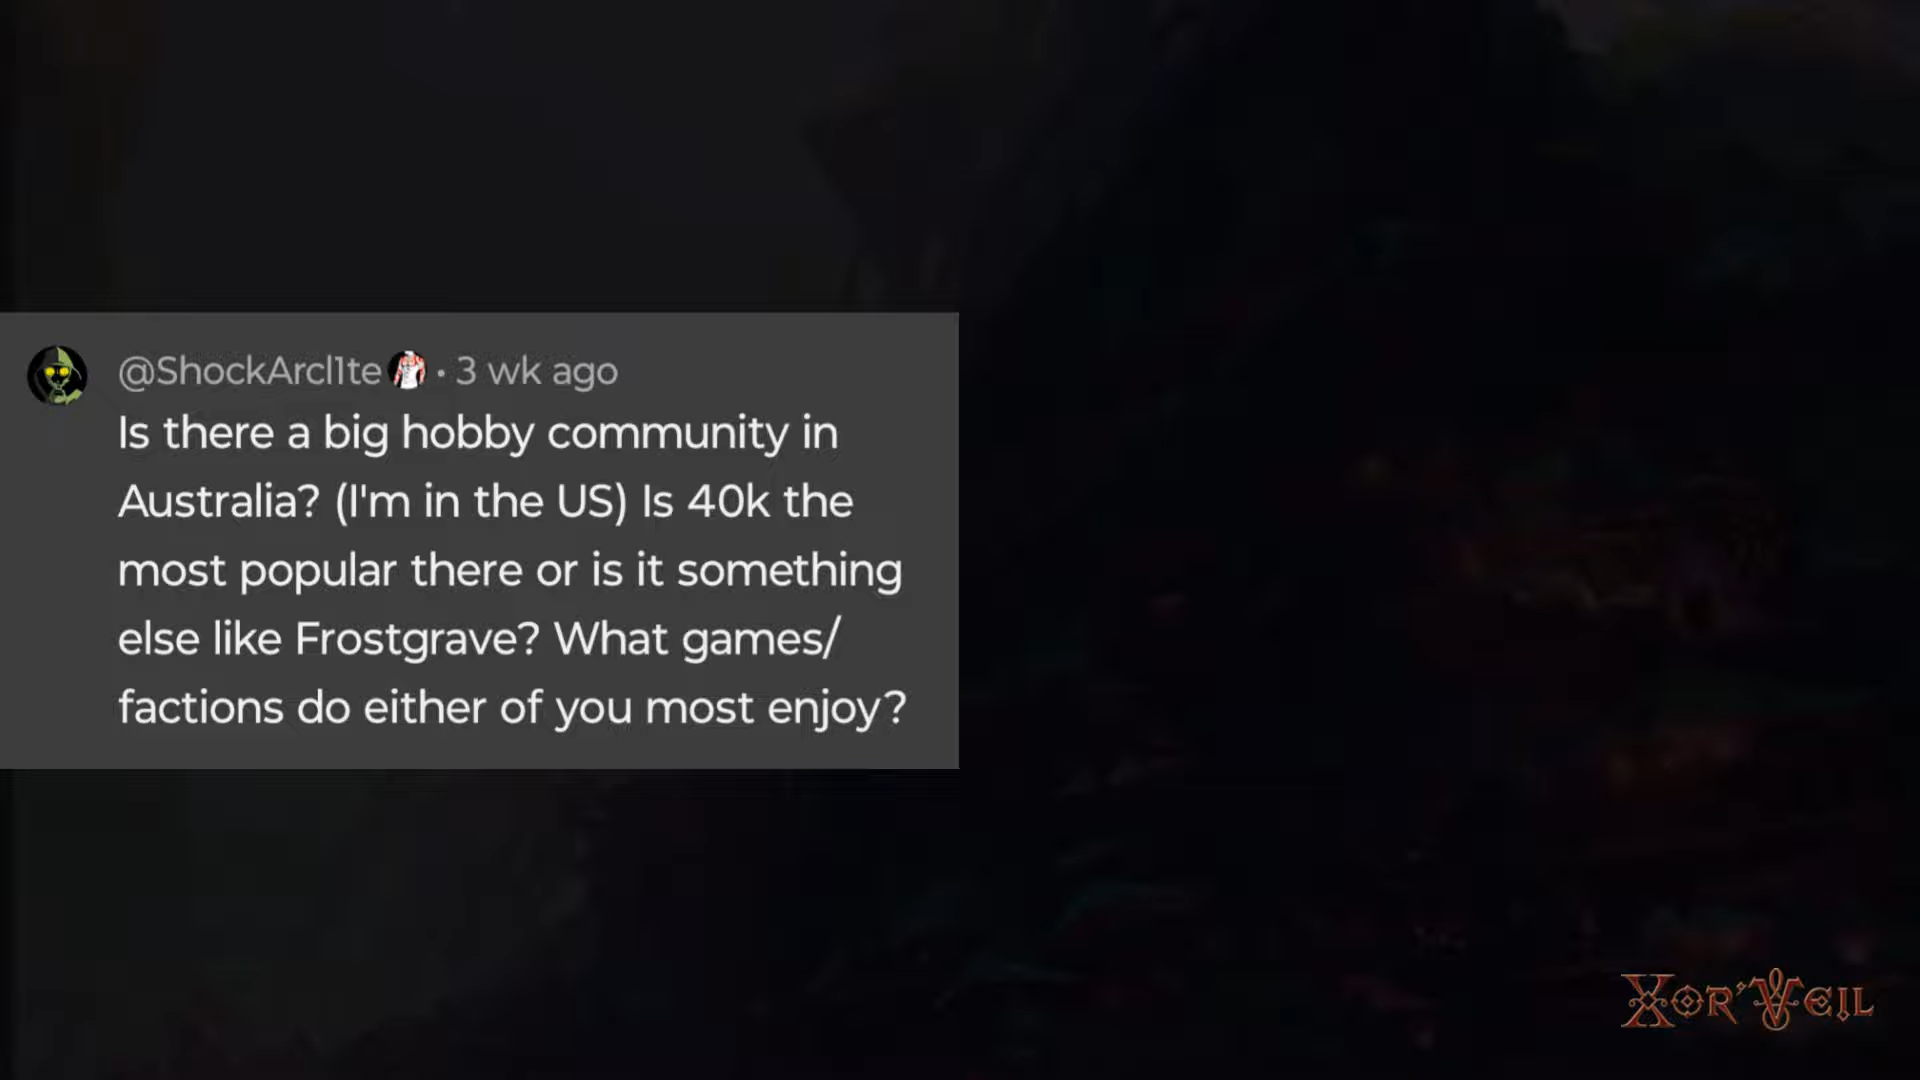 @ShockArcl1te · 3 wk ago
Is there a big hobby community in
Australia? (I'm in the US) Is 40k the
most popular there or is it something
else like Frostgrave? What games/
factions do either of you most enjoy?
XOR'VEIL